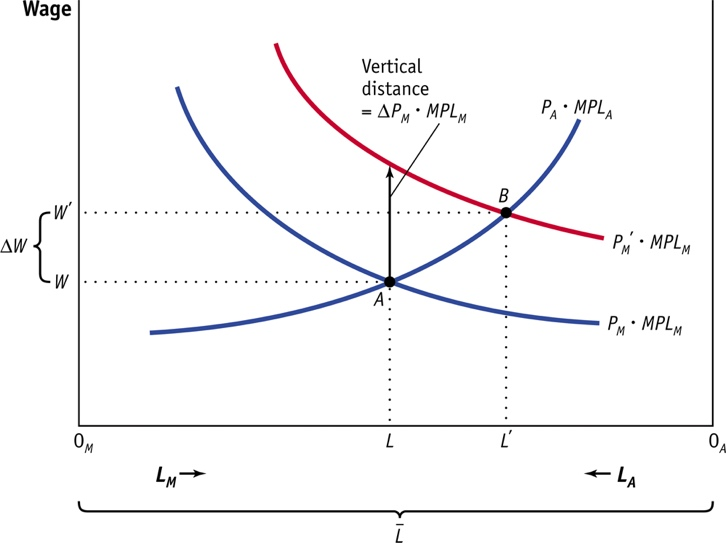 Wage
Vertical
distance
= ΔP_M · MPL_M
P_A · MPL_A
B
W′
ΔW
P_M′ · MPL_M
W
A
P_M · MPL_M
0_M
L
L′
0_A
L_M →
← L_A
L̄